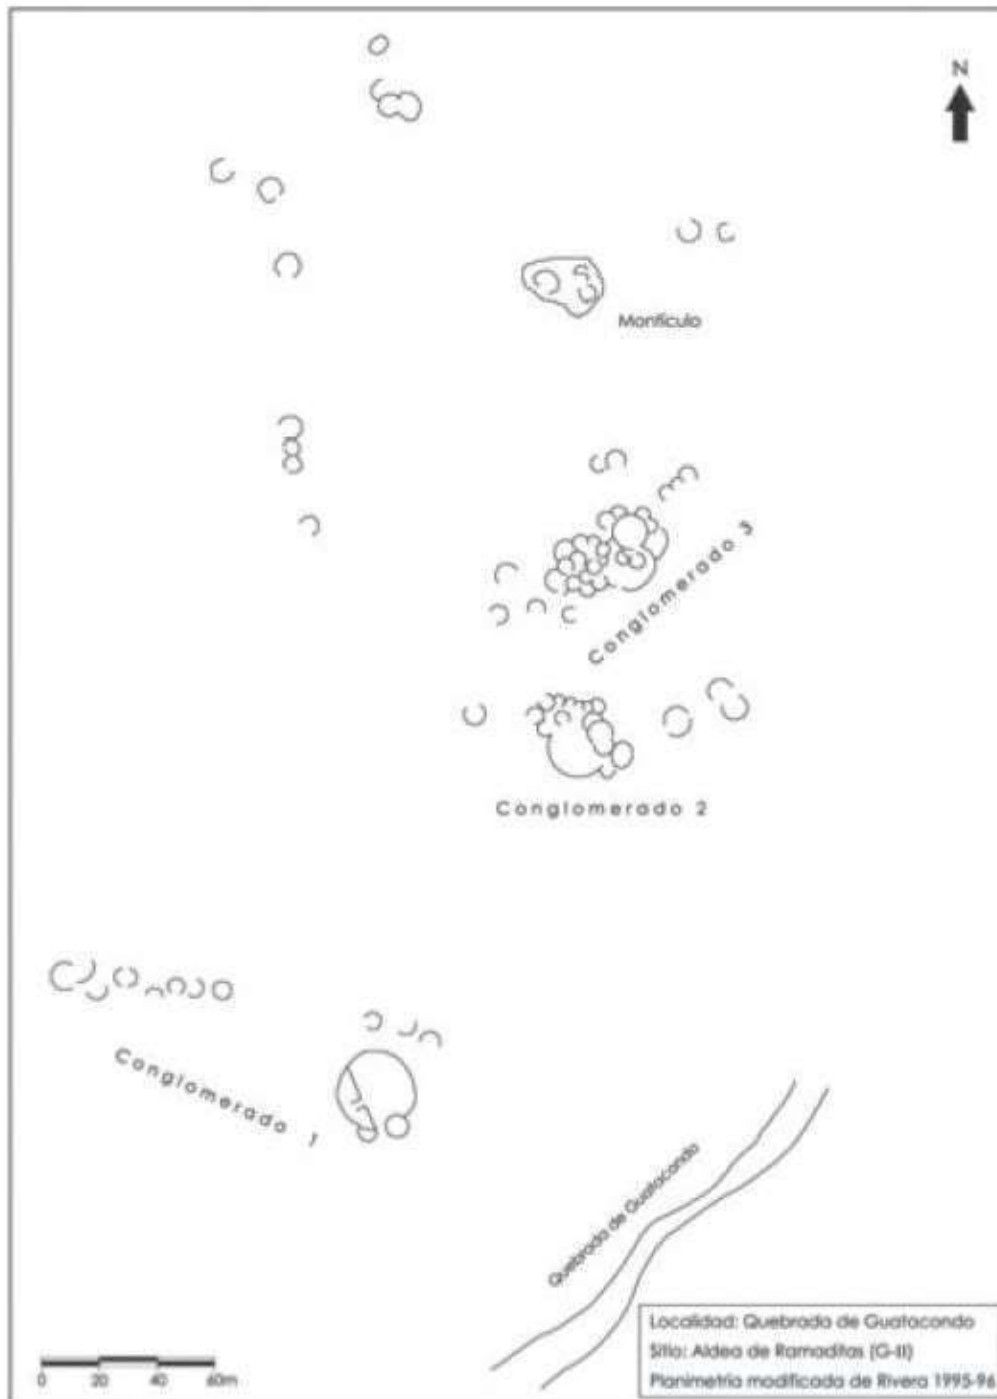 N
Montículo
Conglomerado 3
Conglomerado 2
Conglomerado 1
Quebrada de Guatacondo
0 20 40 60m
Localidad: Quebrada de Guatacondo
Sitio: Aldea de Ramaditas (G-II)
Planimetría modificada de Rivera 1995-96